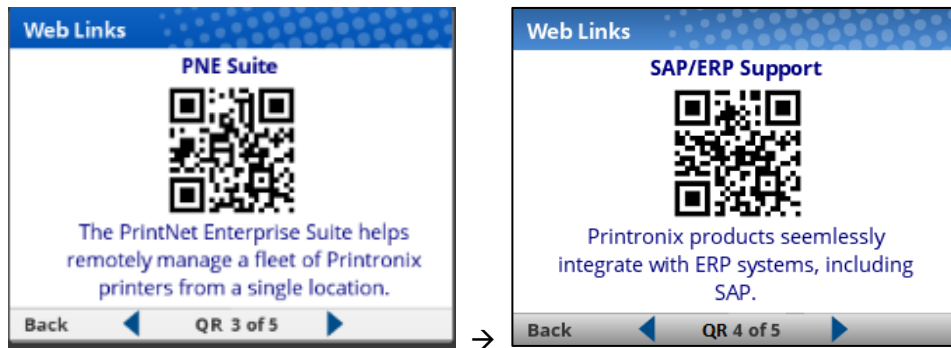 Web Links
PNE Suite
The PrintNet Enterprise Suite helps
remotely manage a fleet of Printronix
printers from a single location.
Back QR 3 of 5
→
Web Links
SAP/ERP Support
Printronix products seemlessly
integrate with ERP systems, including
SAP.
Back QR 4 of 5